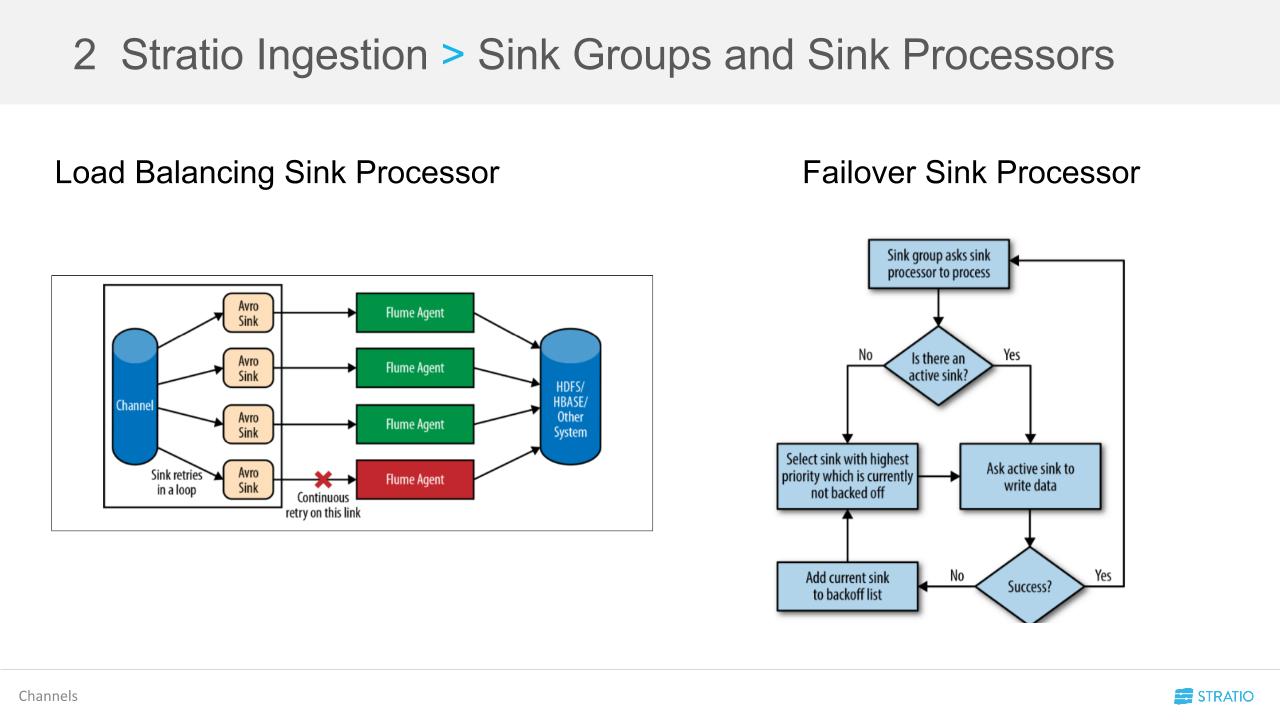 2 Stratio Ingestion > Sink Groups and Sink Processors
Load Balancing Sink Processor
Channel
Avro
Sink
Avro
Sink
Avro
Sink
Avro
Sink
Sink retries
in a loop
Continuous
retry on this link
Flume Agent
Flume Agent
Flume Agent
Flume Agent
HDFS/
HBASE/
Other
System
Failover Sink Processor
Sink group asks sink
processor to process
Is there an
active sink?
No
Yes
Select sink with highest
priority which is currently
not backed off
Ask active sink to
write data
Success?
No
Yes
Add current sink
to backoff list
Channels
STRATIO